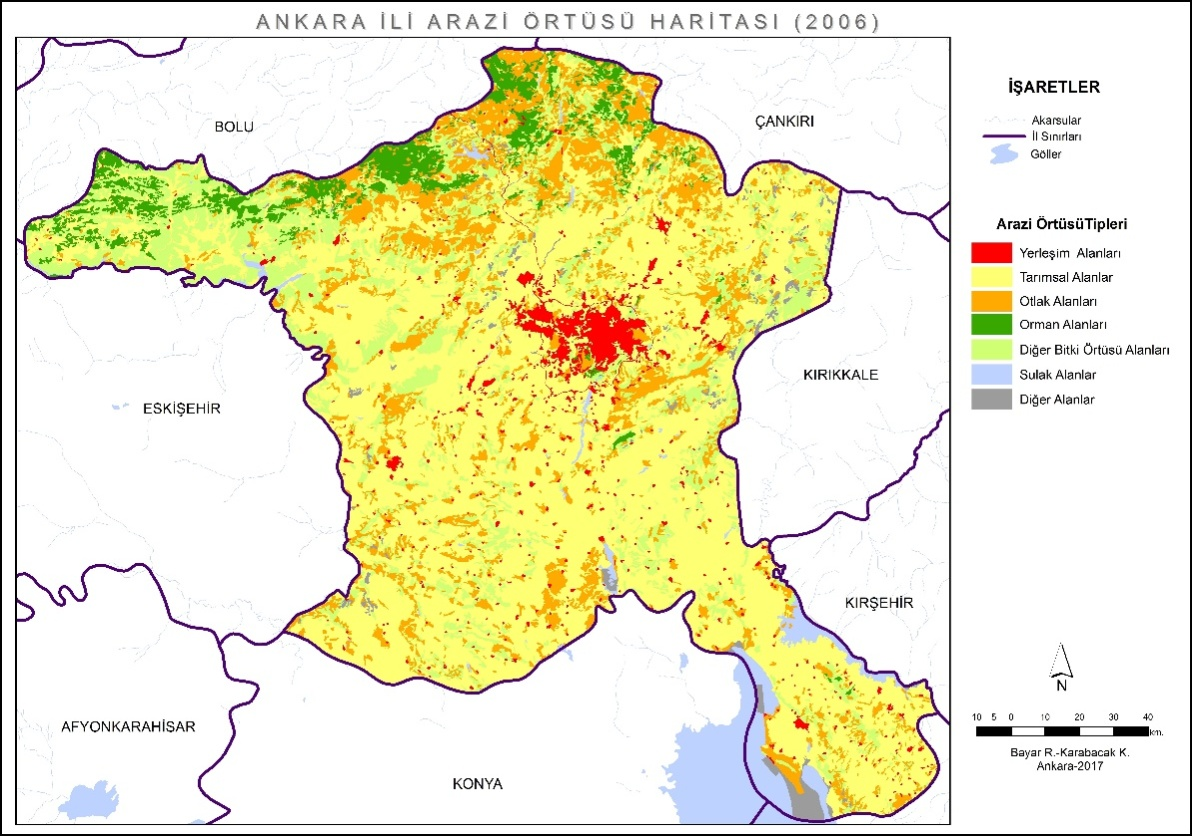 ANKARA İLİ ARAZİ ÖRTÜSÜ HARİTASI (2006)
BOLU
ÇANKIRI
ESKİŞEHİR
KIRIKKALE
KIRŞEHİR
AFYONKARAHİSAR
KONYA
İŞARETLER
Akarsular
İl Sınırları
Göller
Arazi ÖrtüsüTipleri
Yerleşim Alanları
Tarımsal Alanlar
Otlak Alanları
Orman Alanları
Diğer Bitki Örtüsü Alanları
Sulak Alanlar
Diğer Alanlar
N
10 5 0 10 20 30 40
km.
Bayar R.-Karabacak K.
Ankara-2017